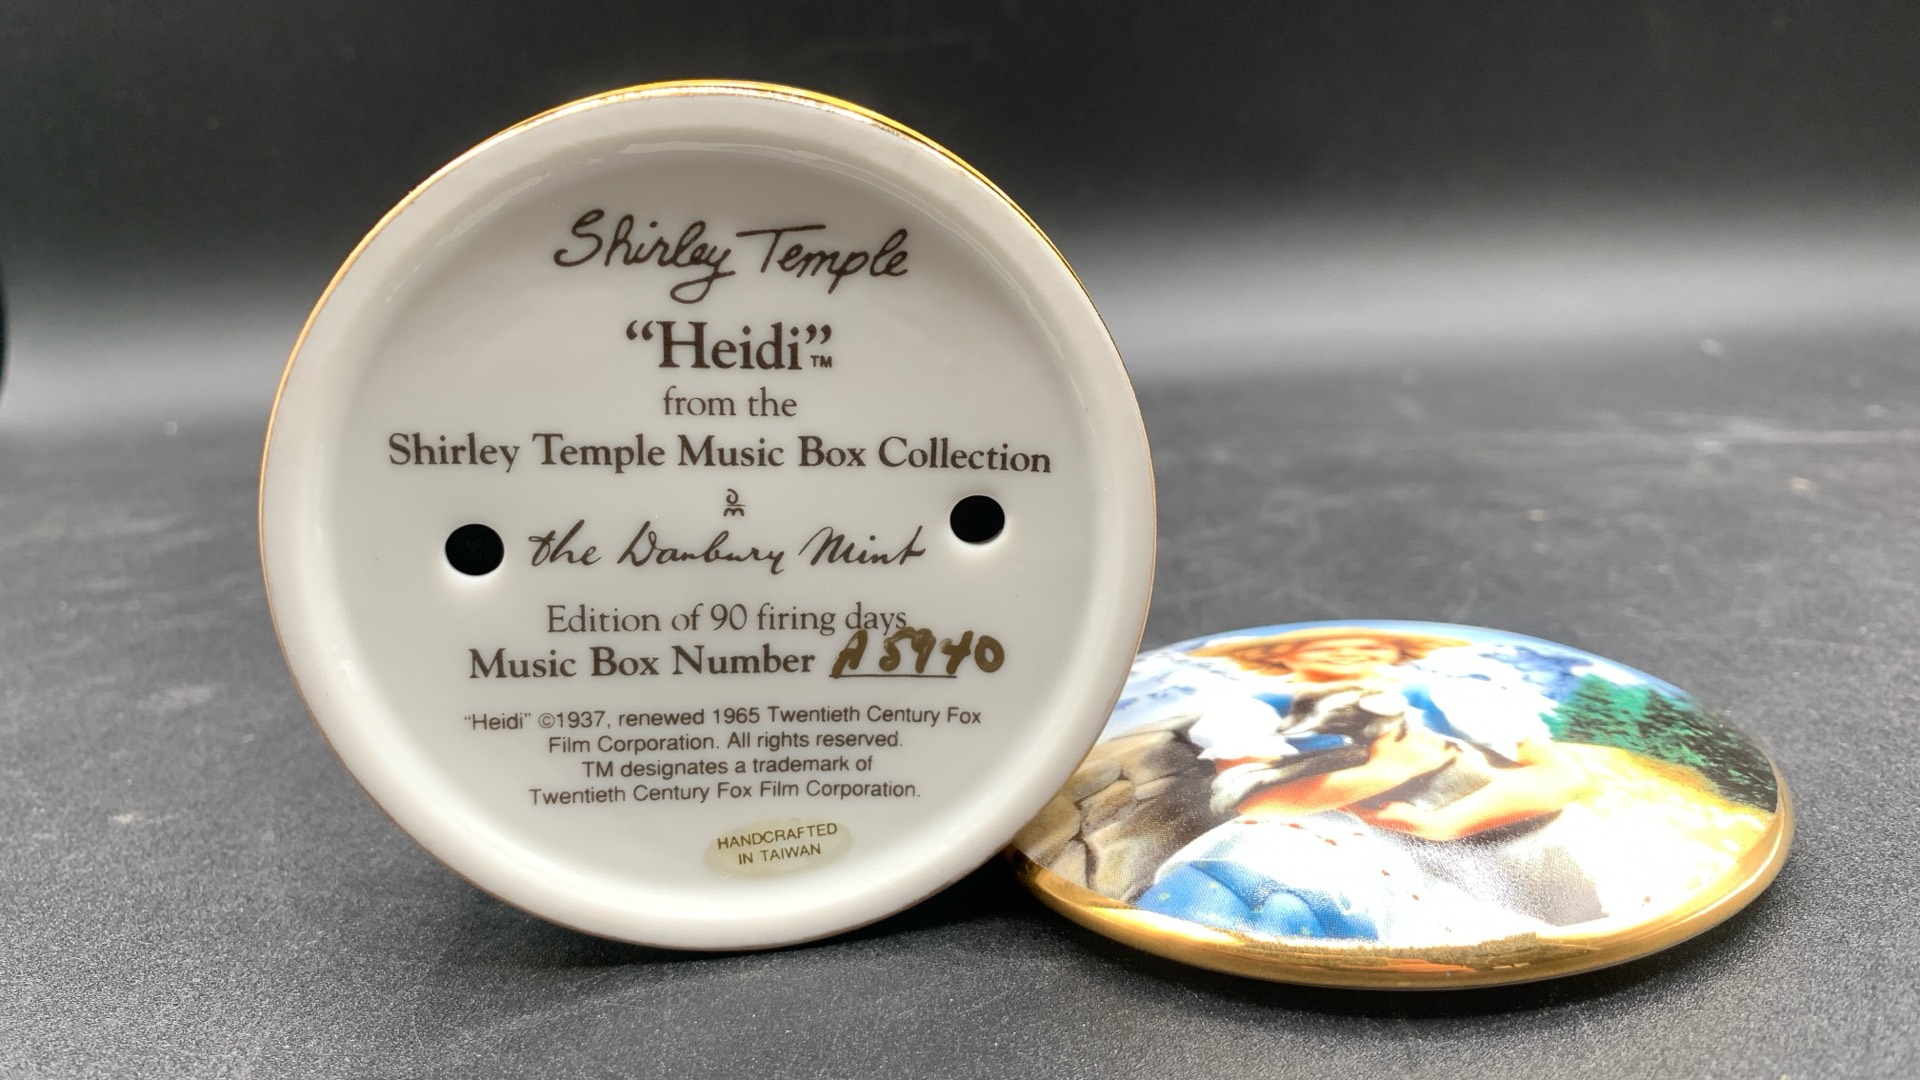 Shirley Temple
“Heidi”™
from the
Shirley Temple Music Box Collection
the Danbury Mint
Edition of 90 firing days
Music Box Number A5940
“Heidi” ©1937, renewed 1965 Twentieth Century Fox
Film Corporation. All rights reserved.
TM designates a trademark of
Twentieth Century Fox Film Corporation.
HANDCRAFTED
IN TAIWAN